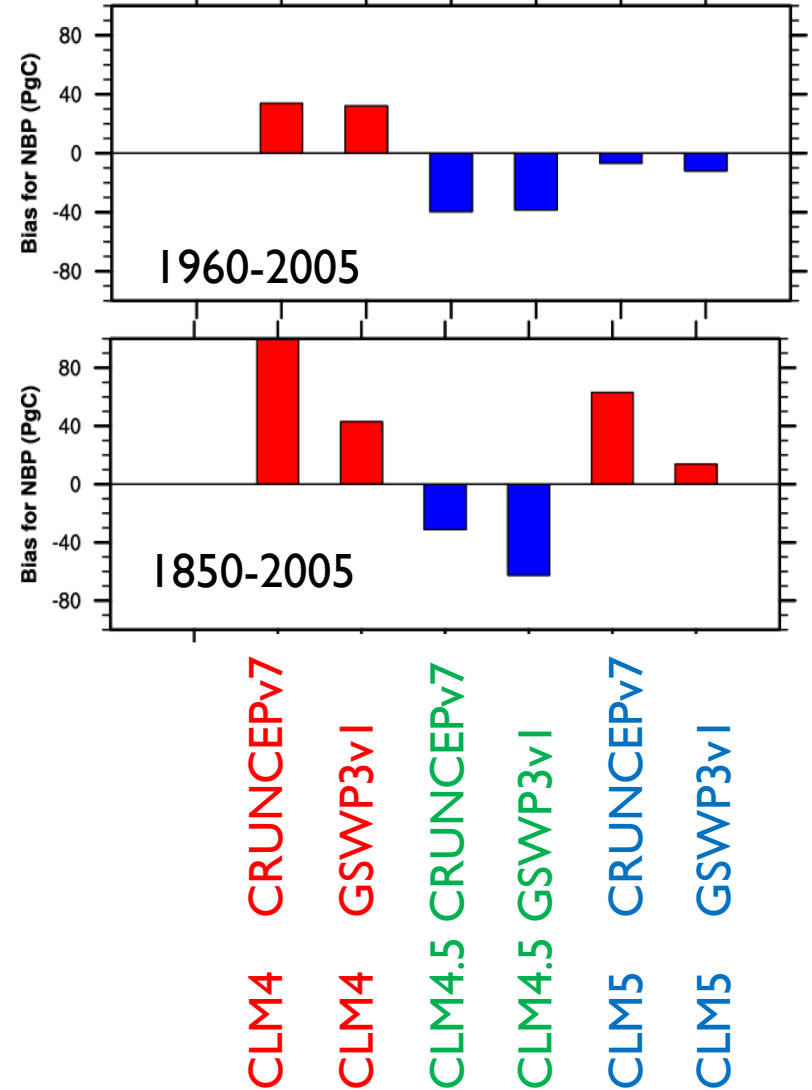 80
40
0
-40
-80
Bias for NBP (PgC)
1960-2005
80
40
0
-40
-80
Bias for NBP (PgC)
1850-2005
CLM4 CRUNCEPv7
CLM4 GSWP3v1
CLM4.5 CRUNCEPv7
CLM4.5 GSWP3v1
CLM5 CRUNCEPv7
CLM5 GSWP3v1